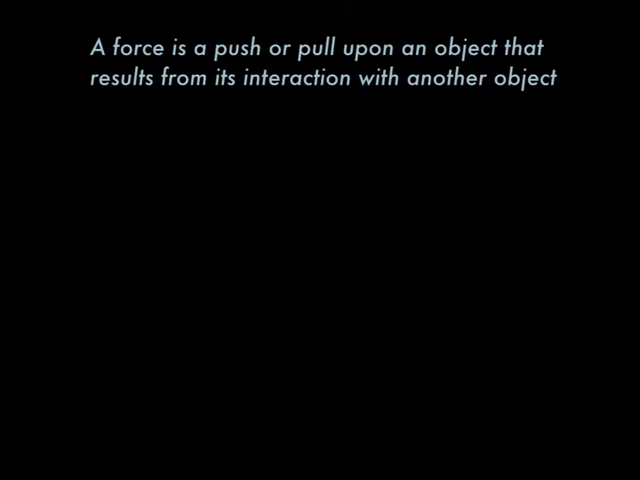 A force is a push or pull upon an object that
results from its interaction with another object